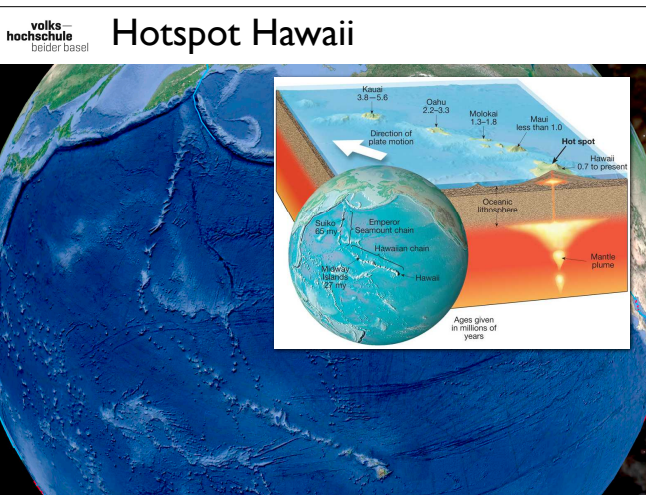 volks—
hochschule
beider basel
Hotspot Hawaii
Kauai
3.8—5.6
Oahu
2.2–3.3
Molokai
1.3–1.8
Maui
less than 1.0
Hot spot
Hawaii
0.7 to present
Direction of
plate motion
Oceanic
lithosphere
Mantle
plume
Suiko
65 my
Emperor
Seamount chain
Hawaiian chain
Midway
Islands
27 my
Hawaii
Ages given
in millions of
years